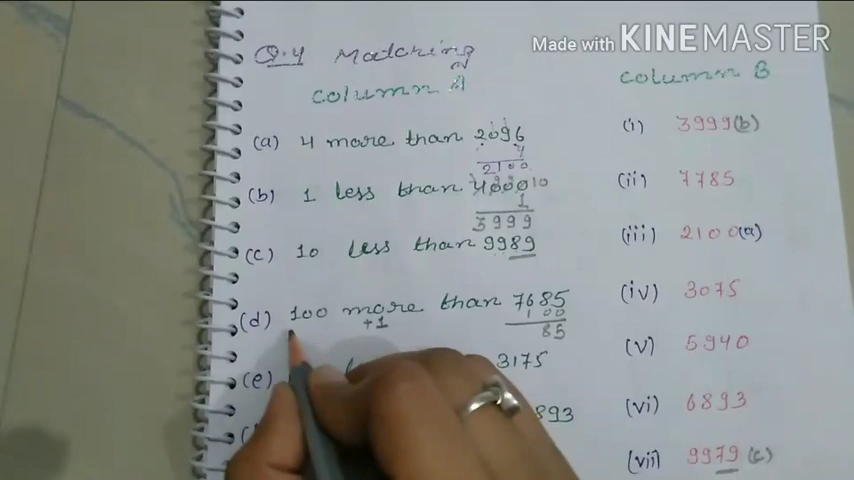 Made with KINEMASTER
Q.4 Matching
column A
column B
(a) 4 more than 2096
4
2100
(i) 3999(b)
(b) 1 less than 4000 10
1
3999
(ii) 7785
(c) 10 less than 9989
(iii) 2100(a)
(d) 100 more than 7685
+1
100
85
(iv) 3075
(e)
3175
(v) 5940
893
(vi) 6893
(vii) 9979 (c)